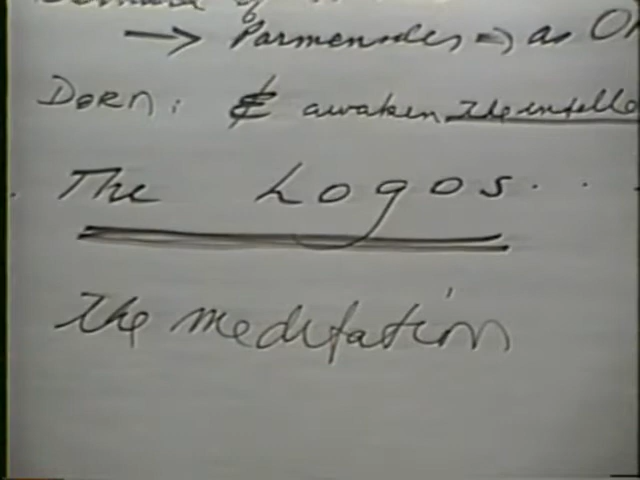 → Parmenides ⇒ as
Dorn: & awaken the intelle
The Logos..
the meditation